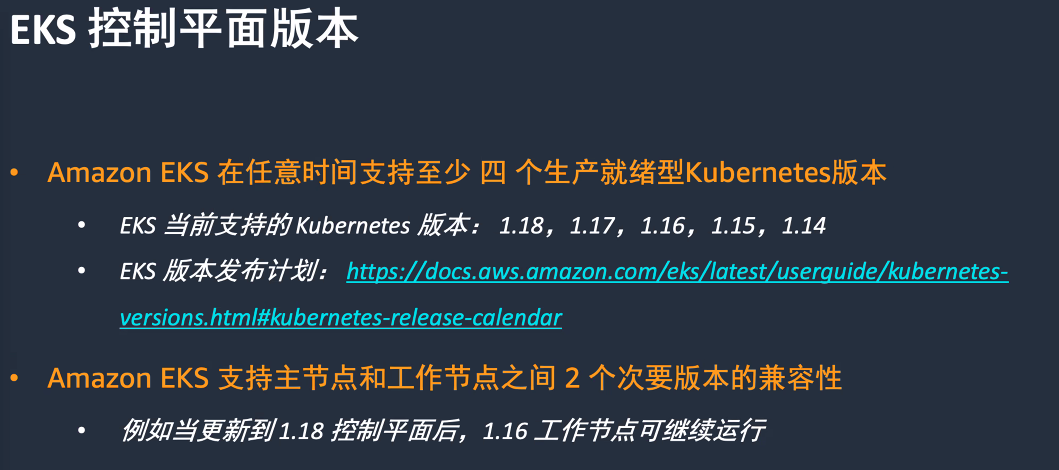 EKS 控制平面版本
• Amazon EKS 在任意时间支持至少 四 个生产就绪型Kubernetes版本
• EKS 当前支持的 Kubernetes 版本： 1.18，1.17，1.16，1.15，1.14
• EKS 版本发布计划： https://docs.aws.amazon.com/eks/latest/userguide/kubernetes-
versions.html#kubernetes-release-calendar
• Amazon EKS 支持主节点和工作节点之间 2 个次要版本的兼容性
• 例如当更新到 1.18 控制平面后，1.16 工作节点可继续运行